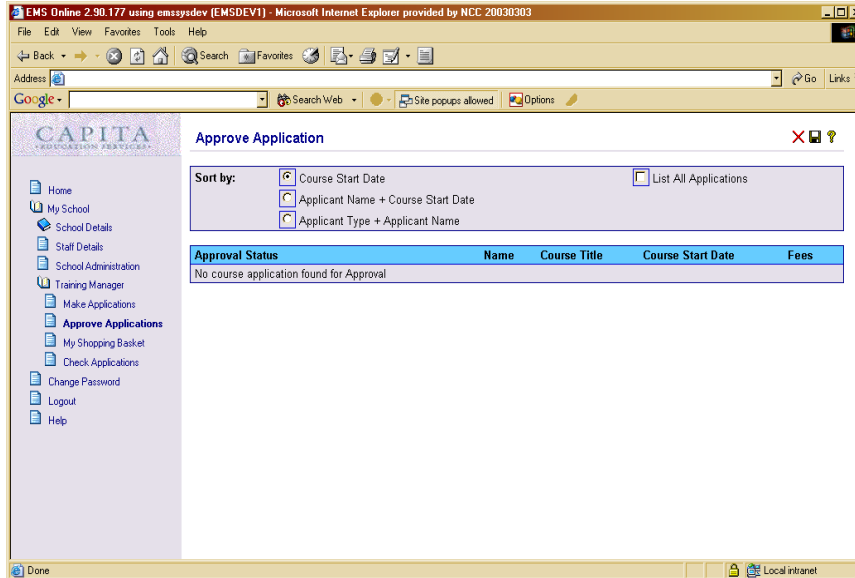 EMS Online 2.90.177 using emssysdev (EMSDEV1) - Microsoft Internet Explorer provided by NCC 20030303
File Edit View Favorites Tools Help
Back Search Favorites
Address Go Links
Google Search Web Site popups allowed Options
CAPITA
EDUCATION SERVICES
Approve Application
Sort by: Course Start Date List All Applications
Applicant Name + Course Start Date
Applicant Type + Applicant Name
Approval Status Name Course Title Course Start Date Fees
No course application found for Approval
Home
My School
School Details
Staff Details
School Administration
Training Manager
Make Applications
Approve Applications
My Shopping Basket
Check Applications
Change Password
Logout
Help
Done Local intranet